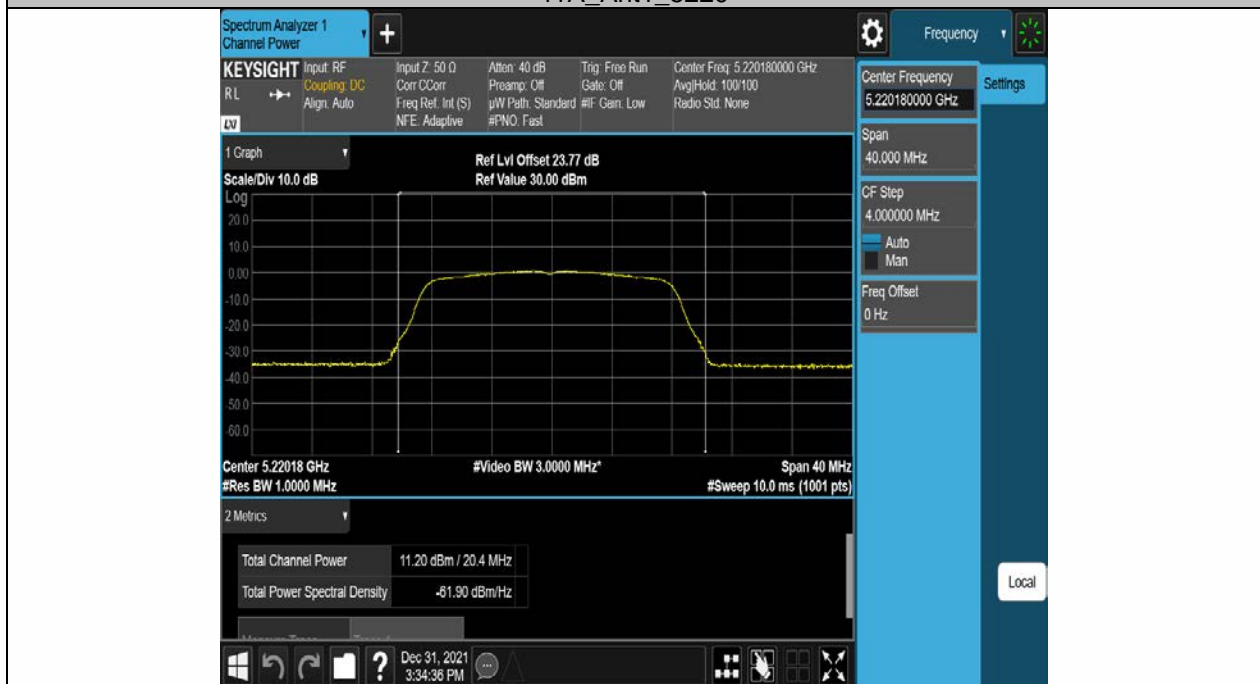 11A_Ant1_5220
Spectrum Analyzer 1
Channel Power
Frequency
KEYSIGHT
RL
LXI
Input: RF
Coupling: DC
Align: Auto
Input Z: 50 Ω
Corr CCorr
Freq Ref: Int (S)
NFE: Adaptive
Atten: 40 dB
Preamp: Off
µW Path: Standard
#PNO: Fast
Trig: Free Run
Gate: Off
#IF Gain: Low
Center Freq: 5.220180000 GHz
Avg|Hold: 100/100
Radio Std: None
Center Frequency
5.220180000 GHz
Settings
Span
40.000 MHz
CF Step
4.000000 MHz
Auto
Man
Freq Offset
0 Hz
Local
1 Graph
Scale/Div 10.0 dB
Ref Lvl Offset 23.77 dB
Ref Value 30.00 dBm
Log
20.0
10.0
0.00
-10.0
-20.0
-30.0
-40.0
-50.0
-60.0
Center 5.22018 GHz
#Video BW 3.0000 MHz*
Span 40 MHz
#Res BW 1.0000 MHz
#Sweep 10.0 ms (1001 pts)
2 Metrics
Total Channel Power 11.20 dBm / 20.4 MHz
Total Power Spectral Density -61.90 dBm/Hz
?
Dec 31, 2021
3:34:36 PM